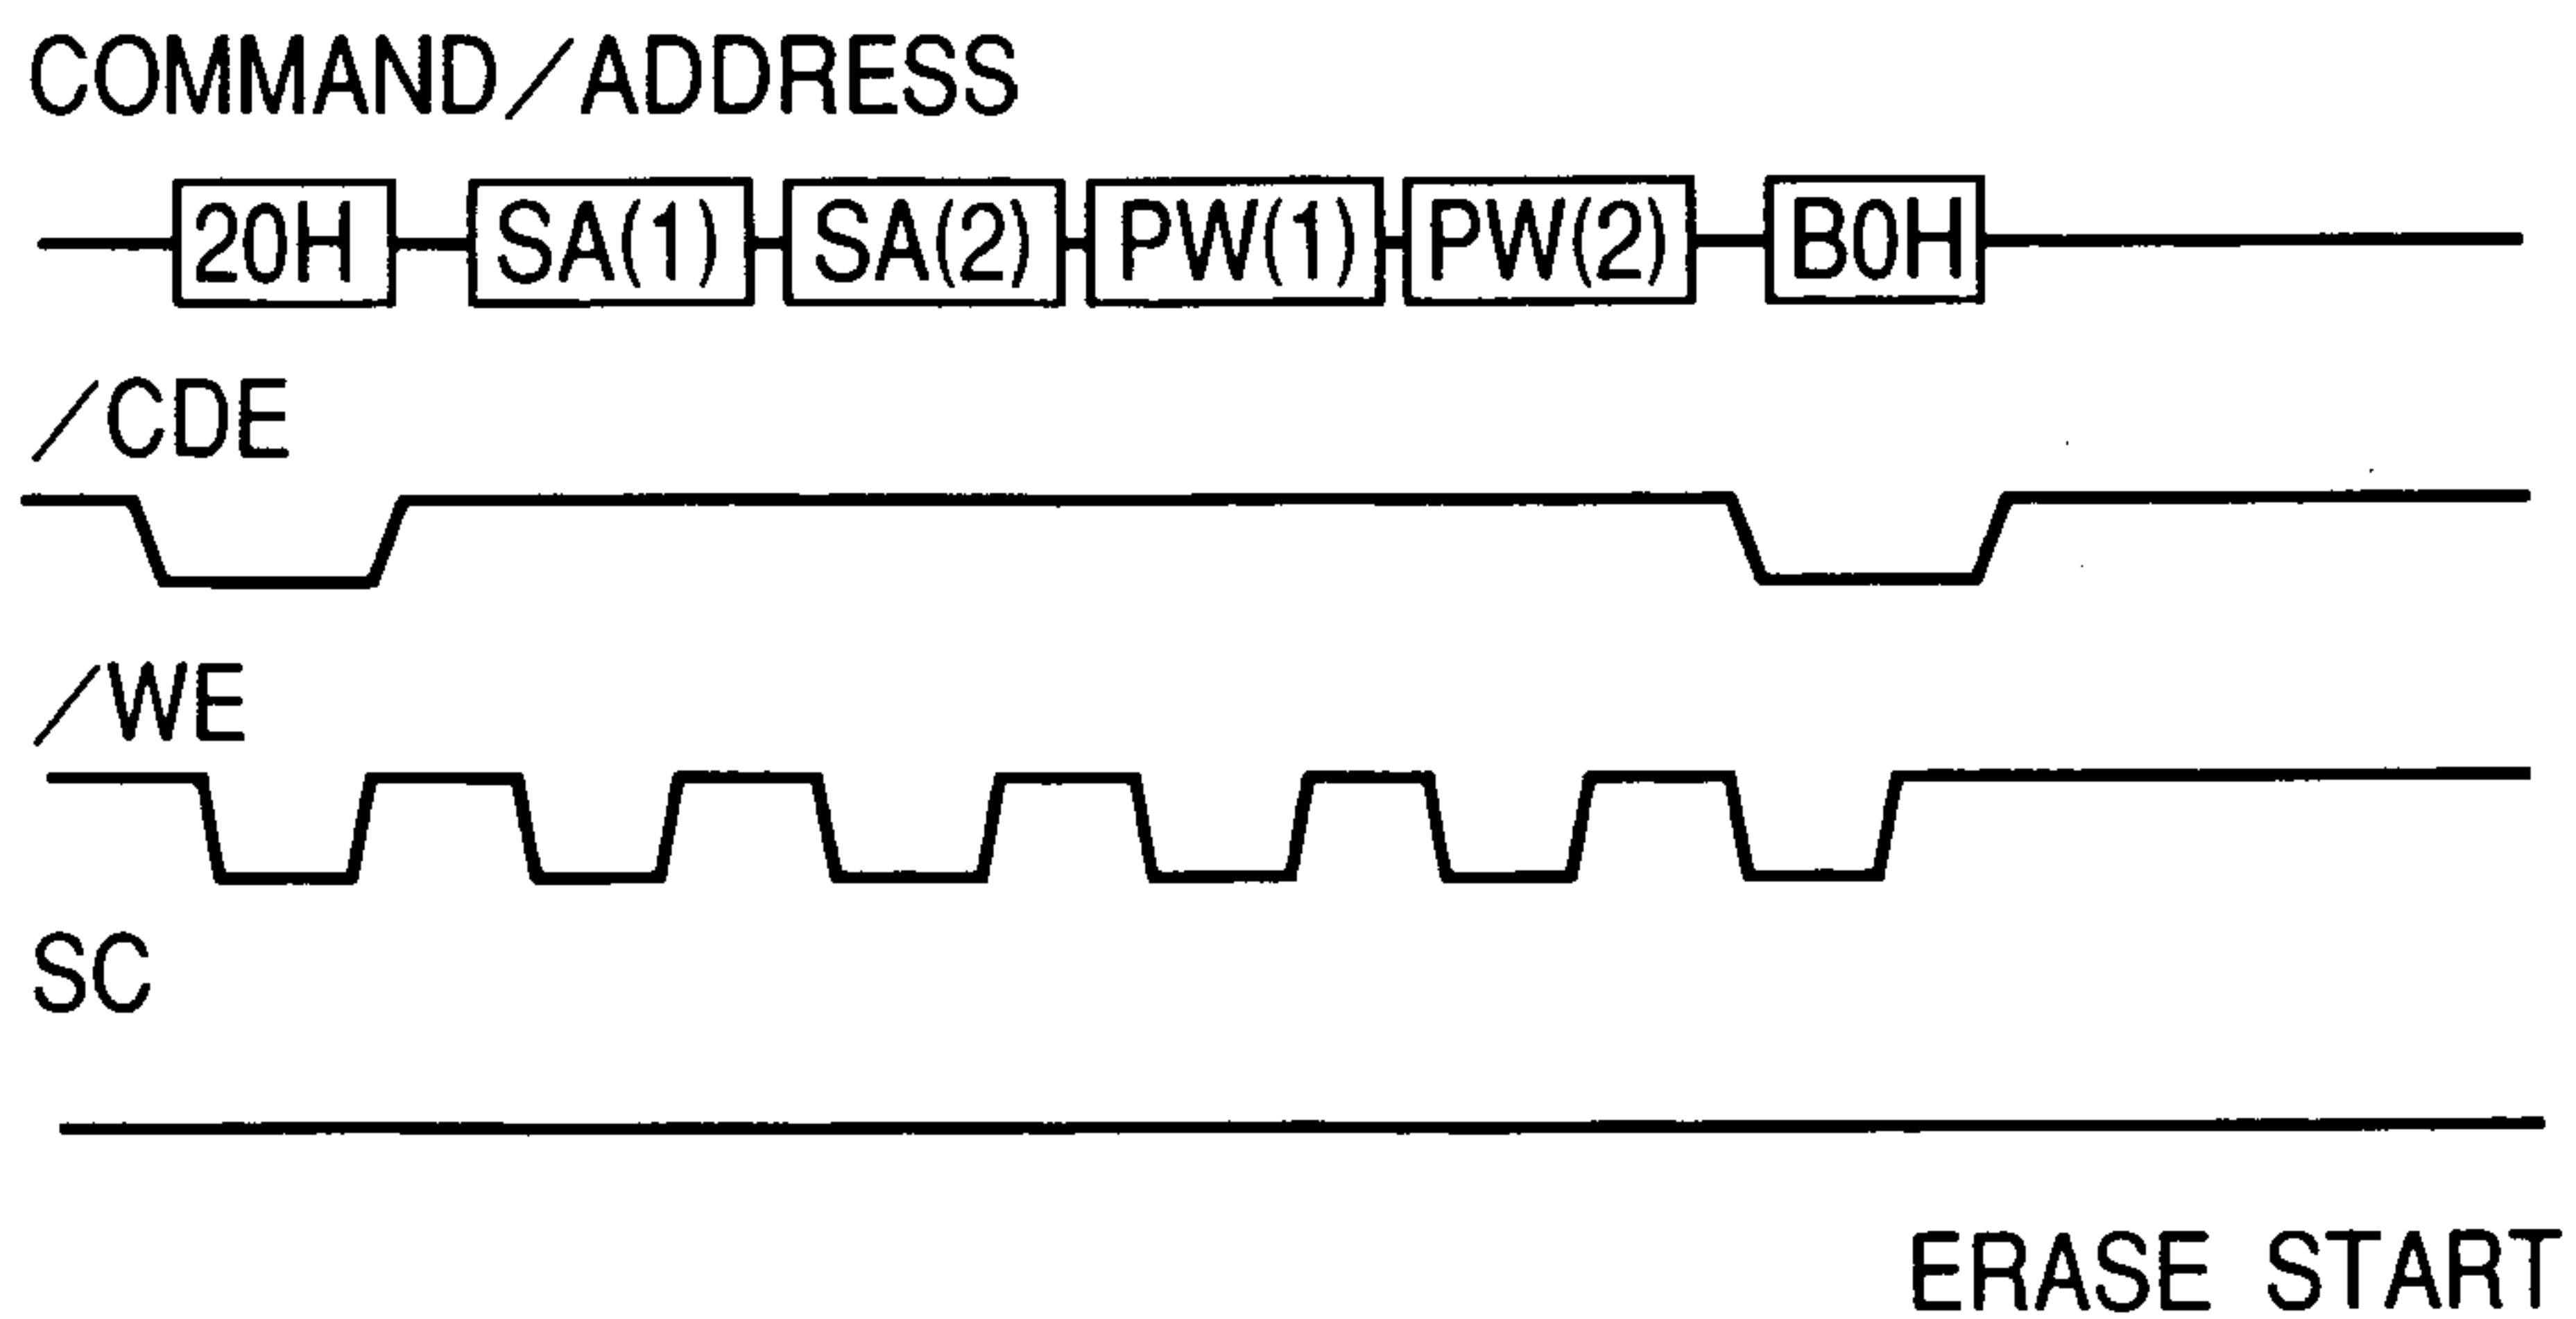 COMMAND/ADDRESS
20H SA(1) SA(2) PW(1) PW(2) B0H
/CDE
/WE
SC
ERASE START